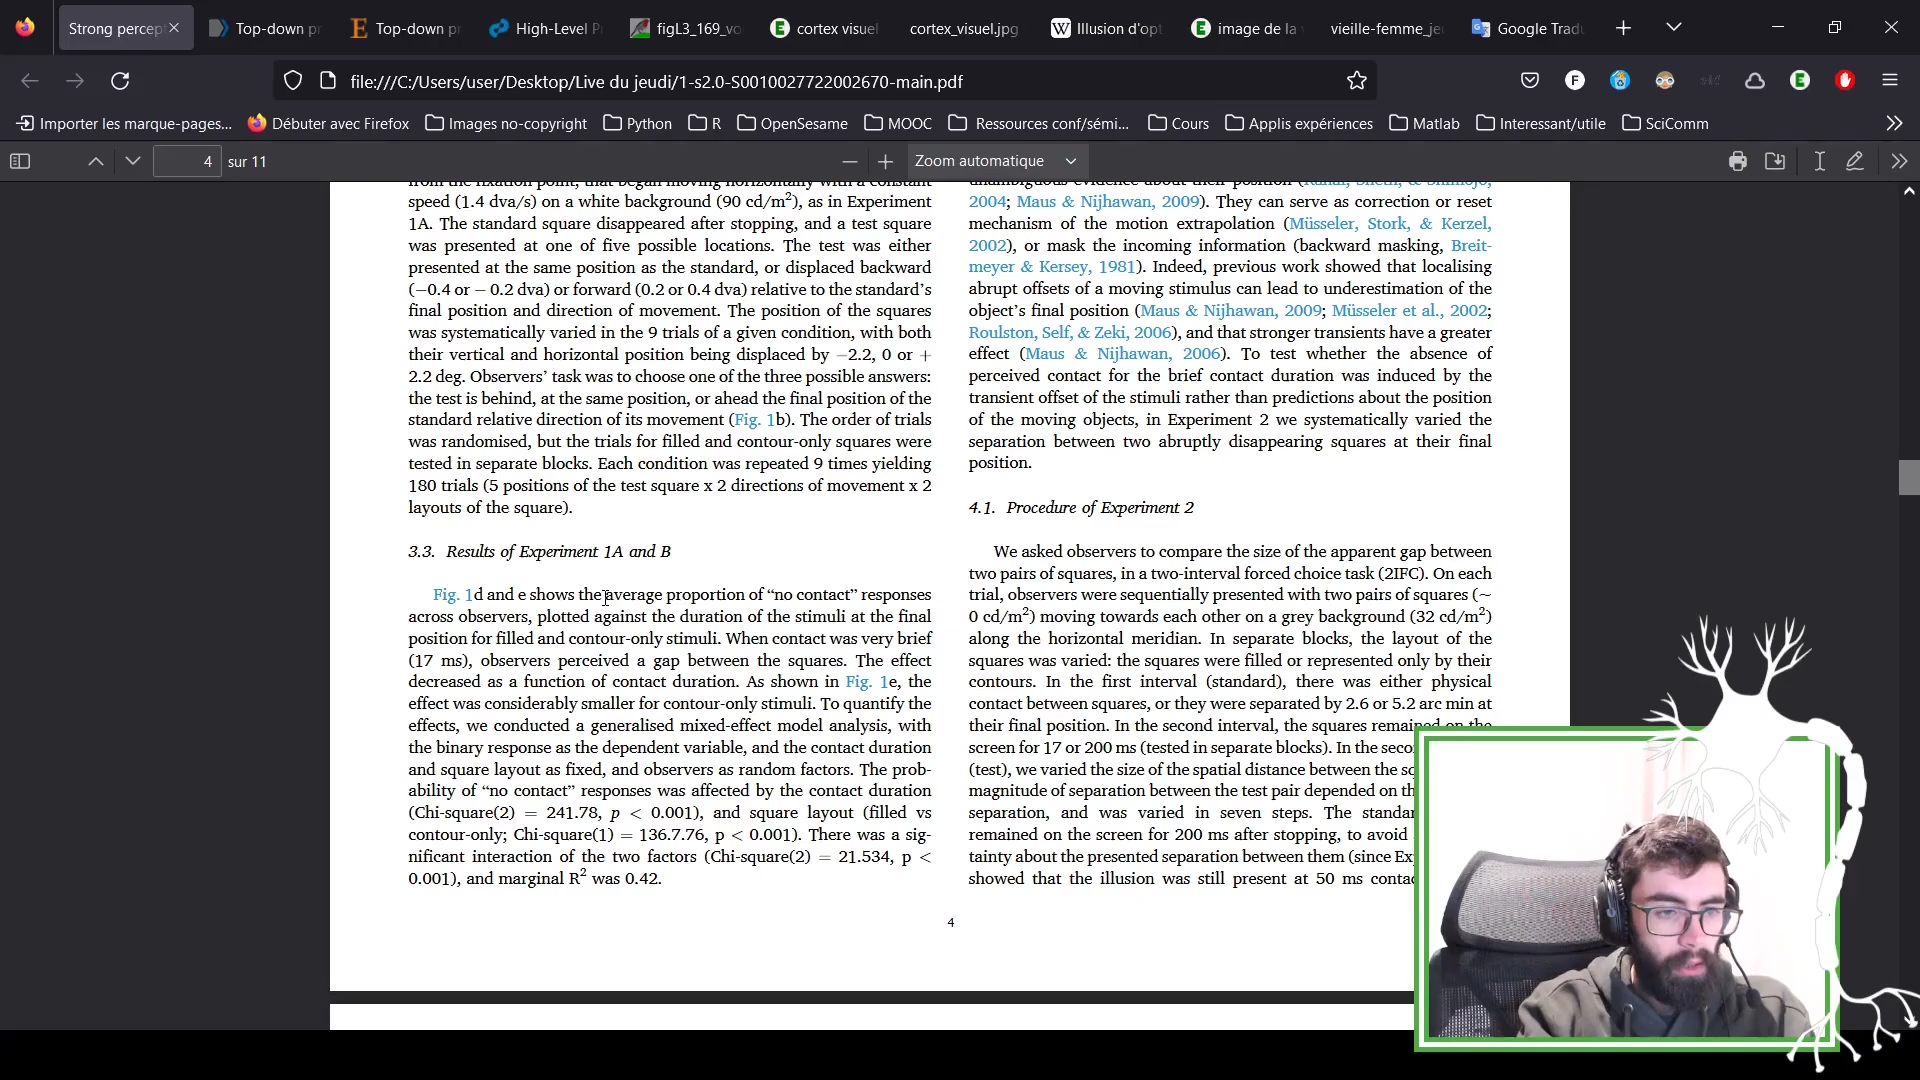 Strong percep
Top-down p
Top-down p
High-Level P
figL3_169_vo
cortex visuel
cortex_visuel.jpg
Illusion d'opt
image de la
vieille-femme_je
Google Tradu
file:///C:/Users/user/Desktop/Live du jeudi/1-s2.0-S0010027722002670-main.pdf
Importer les marque-pages...
Débuter avec Firefox
Images no-copyright
Python
R
OpenSesame
MOOC
Ressources conf/sémi...
Cours
Applis expériences
Matlab
Interessant/utile
SciComm
4 sur 11
Zoom automatique
from the fixation point, that began moving horizontally with a constant
speed (1.4 dva/s) on a white background (90 cd/m²), as in Experiment
1A. The standard square disappeared after stopping, and a test square
was presented at one of five possible locations. The test was either
presented at the same position as the standard, or displaced backward
(−0.4 or − 0.2 dva) or forward (0.2 or 0.4 dva) relative to the standard's
final position and direction of movement. The position of the squares
was systematically varied in the 9 trials of a given condition, with both
their vertical and horizontal position being displaced by −2.2, 0 or +
2.2 deg. Observers' task was to choose one of the three possible answers:
the test is behind, at the same position, or ahead the final position of the
standard relative direction of its movement (Fig. 1b). The order of trials
was randomised, but the trials for filled and contour-only squares were
tested in separate blocks. Each condition was repeated 9 times yielding
180 trials (5 positions of the test square x 2 directions of movement x 2
layouts of the square).
3.3. Results of Experiment 1A and B
Fig. 1d and e shows the average proportion of “no contact” responses
across observers, plotted against the duration of the stimuli at the final
position for filled and contour-only stimuli. When contact was very brief
(17 ms), observers perceived a gap between the squares. The effect
decreased as a function of contact duration. As shown in Fig. 1e, the
effect was considerably smaller for contour-only stimuli. To quantify the
effects, we conducted a generalised mixed-effect model analysis, with
the binary response as the dependent variable, and the contact duration
and square layout as fixed, and observers as random factors. The prob-
ability of “no contact” responses was affected by the contact duration
(Chi-square(2) = 241.78, p < 0.001), and square layout (filled vs
contour-only; Chi-square(1) = 136.7.76, p < 0.001). There was a sig-
nificant interaction of the two factors (Chi-square(2) = 21.534, p <
0.001), and marginal R² was 0.42.
unambiguous evidence about their position (Kanai, Sheth, & Shimojo,
2004; Maus & Nijhawan, 2009). They can serve as correction or reset
mechanism of the motion extrapolation (Müsseler, Stork, & Kerzel,
2002), or mask the incoming information (backward masking, Breit-
meyer & Kersey, 1981). Indeed, previous work showed that localising
abrupt offsets of a moving stimulus can lead to underestimation of the
object's final position (Maus & Nijhawan, 2009; Müsseler et al., 2002;
Roulston, Self, & Zeki, 2006), and that stronger transients have a greater
effect (Maus & Nijhawan, 2006). To test whether the absence of
perceived contact for the brief contact duration was induced by the
transient offset of the stimuli rather than predictions about the position
of the moving objects, in Experiment 2 we systematically varied the
separation between two abruptly disappearing squares at their final
position.
4.1. Procedure of Experiment 2
We asked observers to compare the size of the apparent gap between
two pairs of squares, in a two-interval forced choice task (2IFC). On each
trial, observers were sequentially presented with two pairs of squares (~
0 cd/m²) moving towards each other on a grey background (32 cd/m²)
along the horizontal meridian. In separate blocks, the layout of the
squares was varied: the squares were filled or represented only by their
contours. In the first interval (standard), there was either physical
contact between squares, or they were separated by 2.6 or 5.2 arc min at
their final position. In the second interval, the squares remained on the
screen for 17 or 200 ms (tested in separate blocks). In the seco
(test), we varied the size of the spatial distance between the sq
magnitude of separation between the test pair depended on th
separation, and was varied in seven steps. The standar
remained on the screen for 200 ms after stopping, to avoid
tainty about the presented separation between them (since Ex
showed that the illusion was still present at 50 ms contac
4